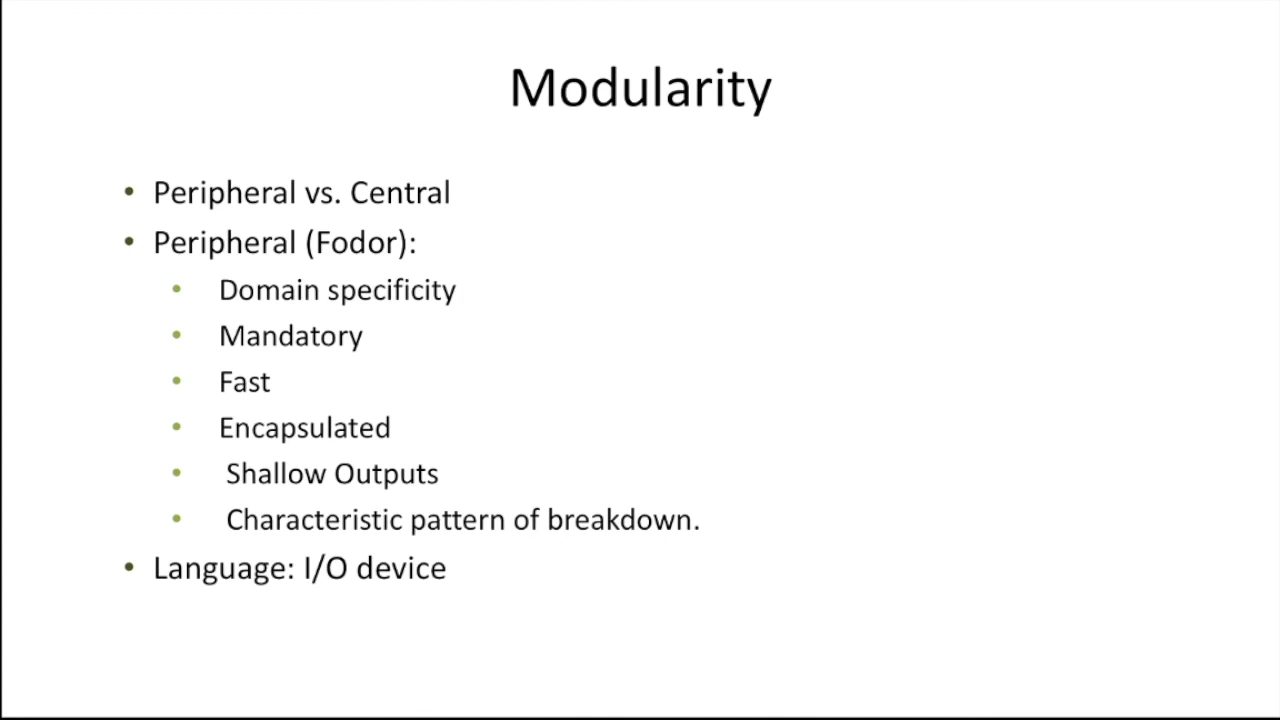 Modularity
• Peripheral vs. Central
• Peripheral (Fodor):
• Domain specificity
• Mandatory
• Fast
• Encapsulated
• Shallow Outputs
• Characteristic pattern of breakdown.
• Language: I/O device